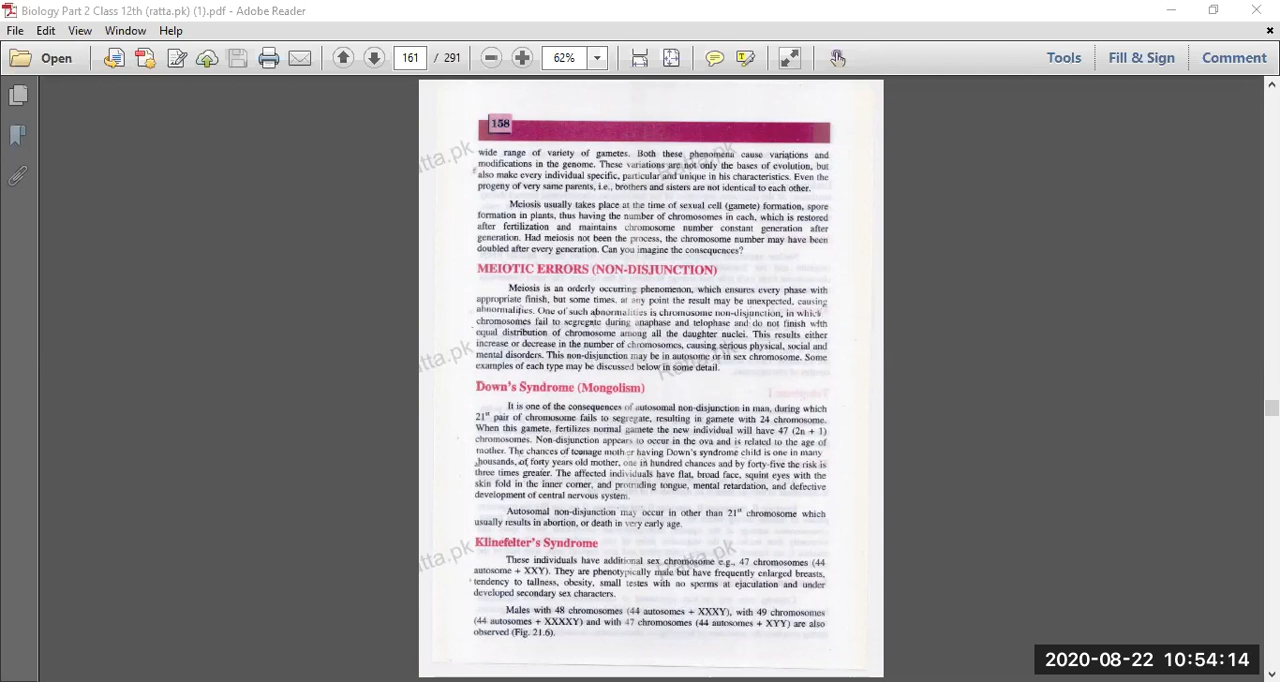 Biology Part 2 Class 12th (ratta.pk) (1).pdf - Adobe Reader
File Edit View Window Help
Open 161 / 291 62% Tools Fill & Sign Comment
158
wide range of variety of gametes. Both these phenomena cause variations and
modifications in the genome. These variations are not only the bases of evolution, but
also make every individual specific, particular and unique in his characteristics. Even the
progeny of very same parents, i.e., brothers and sisters are not identical to each other.
Meiosis usually takes place at the time of sexual cell (gamete) formation, spore
formation in plants, thus having the number of chromosomes in each, which is restored
after fertilization and maintains chromosome number constant generation after
generation. Had meiosis not been the process, the chromosome number may have been
doubled after every generation. Can you imagine the consequences?
MEIOTIC ERRORS (NON-DISJUNCTION)
Meiosis is an orderly occurring phenomenon, which ensures every phase with
appropriate finish, but some times, at any point the result may be unexpected, causing
abnormalities. One of such abnormalities is chromosome non-disjunction, in which
chromosomes fail to segregate during anaphase and telophase and do not finish with
equal distribution of chromosome among all the daughter nuclei. This results either
increase or decrease in the number of chromosomes, causing serious physical, social and
mental disorders. This non-disjunction may be in autosome or in sex chromosome. Some
examples of each type may be discussed below in some detail.
Down's Syndrome (Mongolism)
It is one of the consequences of autosomal non-disjunction in man, during which
21st pair of chromosome fails to segregate, resulting in gamete with 24 chromosome.
When this gamete, fertilizes normal gamete the new individual will have 47 (2n + 1)
chromosomes. Non-disjunction appears to occur in the ova and is related to the age of
mother. The chances of teenage mother having Down's syndrome child is one in many
thousands, of forty years old mother, one in hundred chances and by forty-five the risk is
three times greater. The affected individuals have flat, broad face, squint eyes with the
skin fold in the inner corner, and protruding tongue, mental retardation, and defective
development of central nervous system.
Autosomal non-disjunction may occur in other than 21st chromosome which
usually results in abortion, or death in very early age.
Klinefelter's Syndrome
These individuals have additional sex chromosome e.g., 47 chromosomes (44
autosome + XXY). They are phenotypically male but have frequently enlarged breasts,
tendency to tallness, obesity, small testes with no sperms at ejaculation and under
developed secondary sex characters.
Males with 48 chromosomes (44 autosomes + XXXY), with 49 chromosomes
(44 autosomes + XXXXY) and with 47 chromosomes (44 autosomes + XYY) are also
observed (Fig. 21.6).
2020-08-22 10:54:14